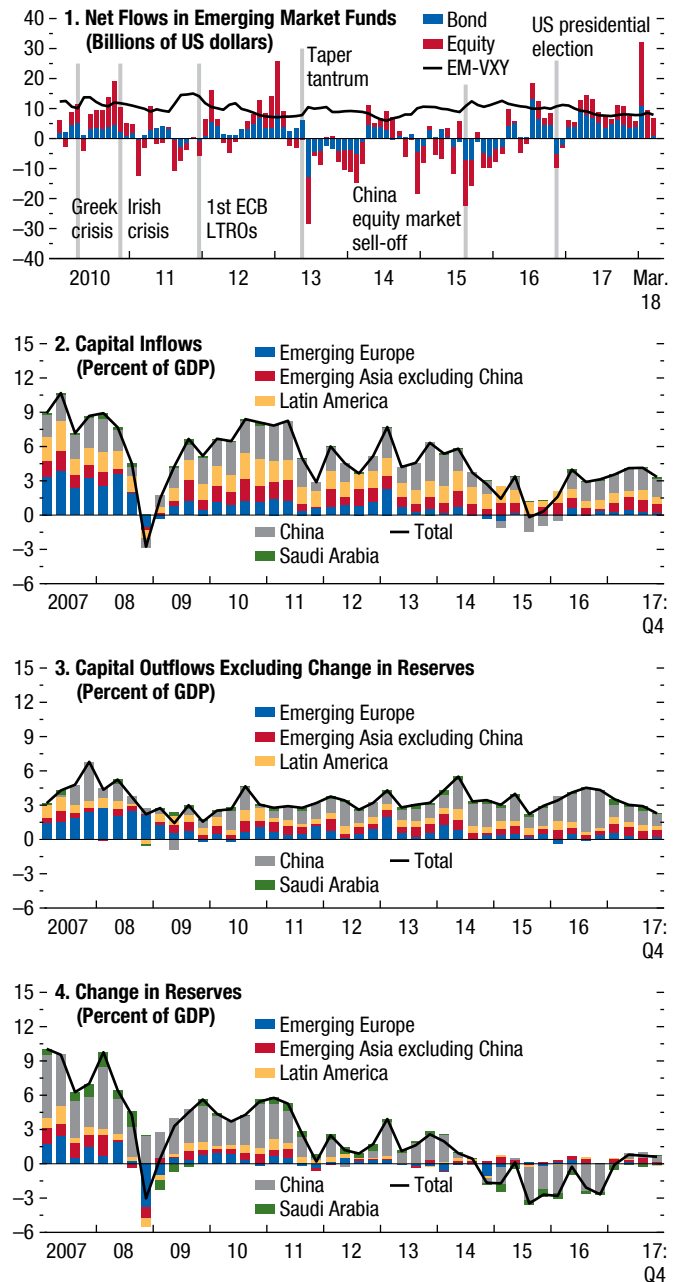 1. Net Flows in Emerging Market Funds
(Billions of US dollars)
Bond
Equity
EM-VXY
US presidential
election
Taper
tantrum
Greek
crisis
Irish
crisis
1st ECB
LTROs
China
equity market
sell-off
40
30
20
10
0
–10
–20
–30
–40
2010 11 12 13 14 15 16 17 Mar.
18
2. Capital Inflows
(Percent of GDP)
Emerging Europe
Emerging Asia excluding China
Latin America
China
Total
Saudi Arabia
15
12
9
6
3
0
–3
–6
2007 08 09 10 11 12 13 14 15 16 17:
Q4
3. Capital Outflows Excluding Change in Reserves
(Percent of GDP)
Emerging Europe
Emerging Asia excluding China
Latin America
China
Total
Saudi Arabia
15
12
9
6
3
0
–3
–6
2007 08 09 10 11 12 13 14 15 16 17:
Q4
4. Change in Reserves
(Percent of GDP)
Emerging Europe
Emerging Asia excluding China
Latin America
China
Total
Saudi Arabia
15
12
9
6
3
0
–3
–6
2007 08 09 10 11 12 13 14 15 16 17:
Q4